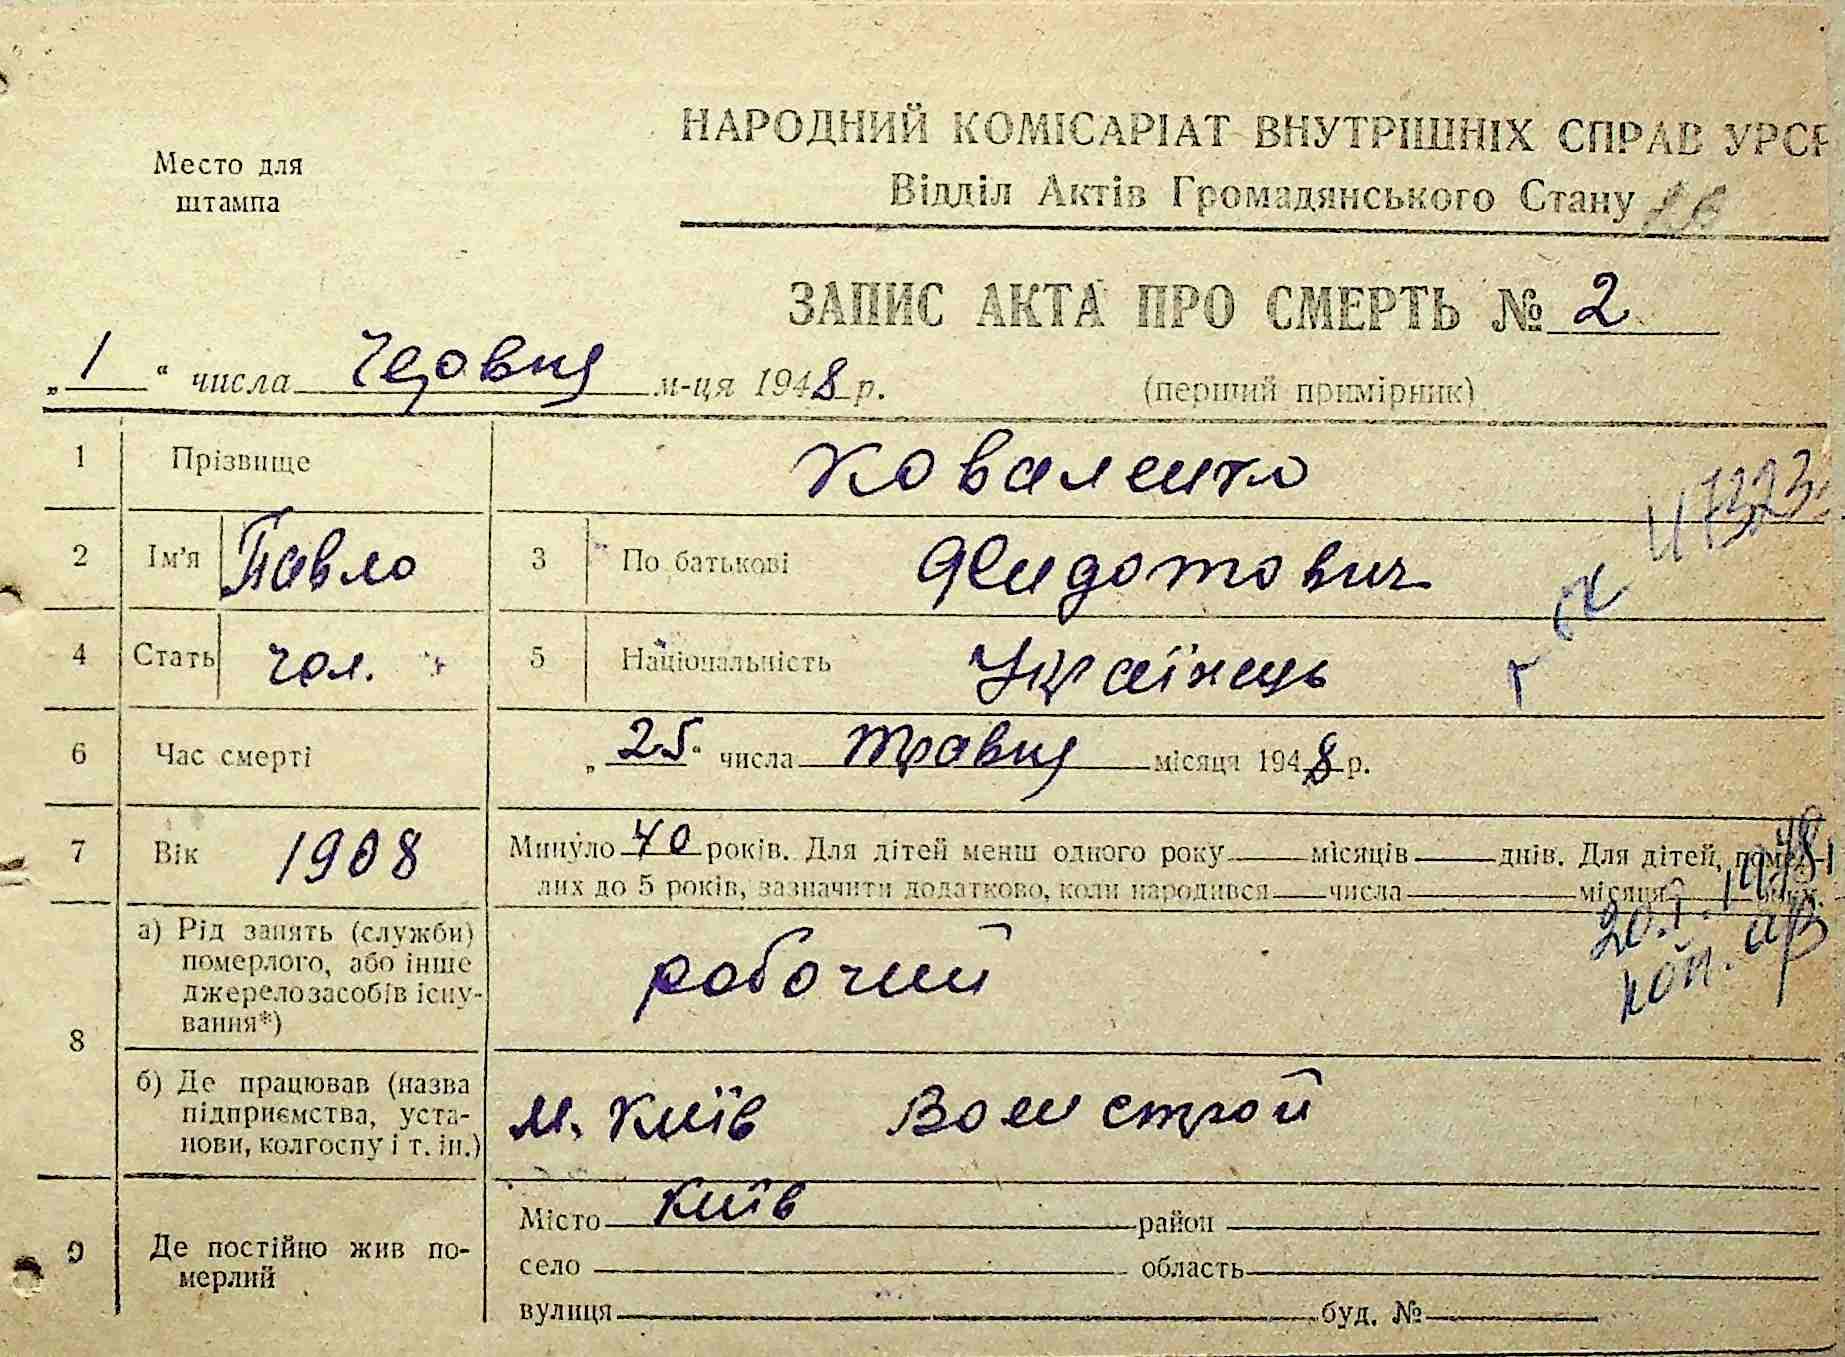 НАРОДНИЙ КОМІСАРІАТ ВНУТРІШНІХ СПРАВ УРСР
Место для
штампа
Відділ Актів Громадянського Стану 26
ЗАПИС АКТА ПРО СМЕРТЬ № 2
„1“ числа Червня м-ця 1948 р. (перший примірник)
1 Прізвище Коваленко
2 Ім'я Павло 3 По батькові Федотович
4 Стать чол. 5 Національність Українець
6 Час смерті „25“ числа травня місяця 1948 р.
7 Вік 1908 Минуло 40 років. Для дітей менш одного року місяців днів. Для дітей, помер-
лих до 5 років, зазначити додатково, коли народився числа місяця року.
8 а) Рід занять (служби)
померлого, або інше
джерело засобів існу-
вання*) робочий
б) Де працював (назва
підприємства, уста-
нови, колгоспу і т. ін.) м. Київ
9 Де постійно жив по-
мерлий
Місто Київ район
село область
вулиця буд. №